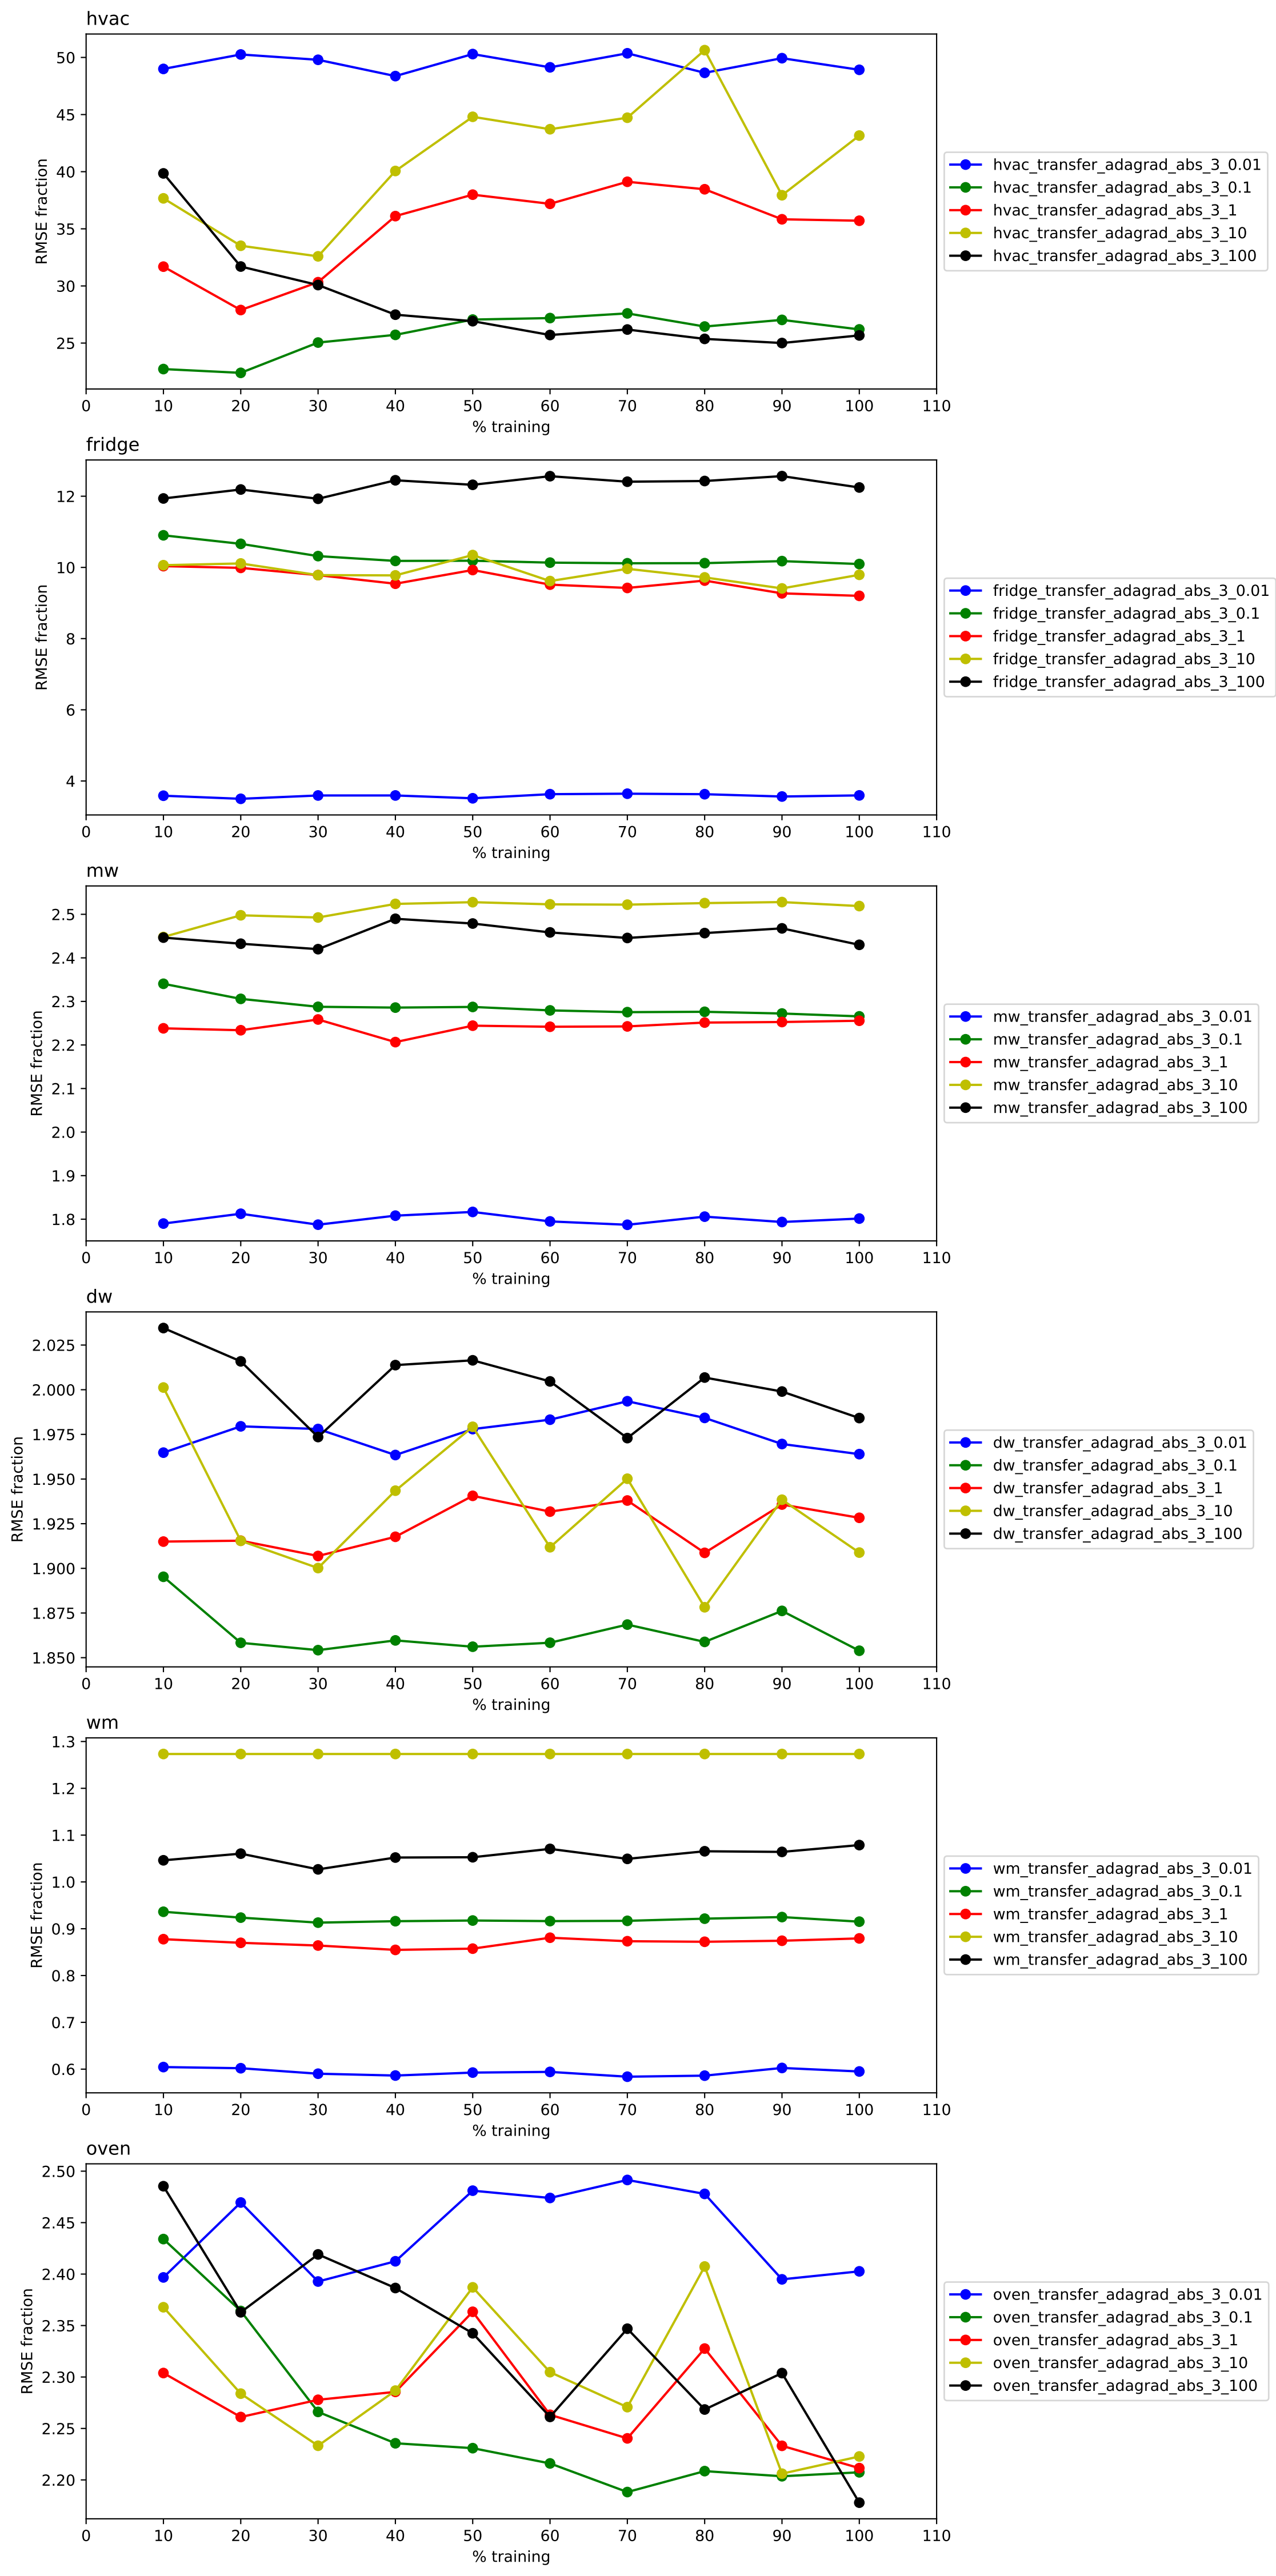 hvac
50
45
40
35
30
25
RMSE fraction
0 10 20 30 40 50 60 70 80 90 100 110
% training
hvac_transfer_adagrad_abs_3_0.01
hvac_transfer_adagrad_abs_3_0.1
hvac_transfer_adagrad_abs_3_1
hvac_transfer_adagrad_abs_3_10
hvac_transfer_adagrad_abs_3_100
fridge
12
10
8
6
4
RMSE fraction
0 10 20 30 40 50 60 70 80 90 100 110
% training
fridge_transfer_adagrad_abs_3_0.01
fridge_transfer_adagrad_abs_3_0.1
fridge_transfer_adagrad_abs_3_1
fridge_transfer_adagrad_abs_3_10
fridge_transfer_adagrad_abs_3_100
mw
2.5
2.4
2.3
2.2
2.1
2.0
1.9
1.8
RMSE fraction
0 10 20 30 40 50 60 70 80 90 100 110
% training
mw_transfer_adagrad_abs_3_0.01
mw_transfer_adagrad_abs_3_0.1
mw_transfer_adagrad_abs_3_1
mw_transfer_adagrad_abs_3_10
mw_transfer_adagrad_abs_3_100
dw
2.025
2.000
1.975
1.950
1.925
1.900
1.875
1.850
RMSE fraction
0 10 20 30 40 50 60 70 80 90 100 110
% training
dw_transfer_adagrad_abs_3_0.01
dw_transfer_adagrad_abs_3_0.1
dw_transfer_adagrad_abs_3_1
dw_transfer_adagrad_abs_3_10
dw_transfer_adagrad_abs_3_100
wm
1.3
1.2
1.1
1.0
0.9
0.8
0.7
0.6
RMSE fraction
0 10 20 30 40 50 60 70 80 90 100 110
% training
wm_transfer_adagrad_abs_3_0.01
wm_transfer_adagrad_abs_3_0.1
wm_transfer_adagrad_abs_3_1
wm_transfer_adagrad_abs_3_10
wm_transfer_adagrad_abs_3_100
oven
2.50
2.45
2.40
2.35
2.30
2.25
2.20
RMSE fraction
0 10 20 30 40 50 60 70 80 90 100 110
% training
oven_transfer_adagrad_abs_3_0.01
oven_transfer_adagrad_abs_3_0.1
oven_transfer_adagrad_abs_3_1
oven_transfer_adagrad_abs_3_10
oven_transfer_adagrad_abs_3_100